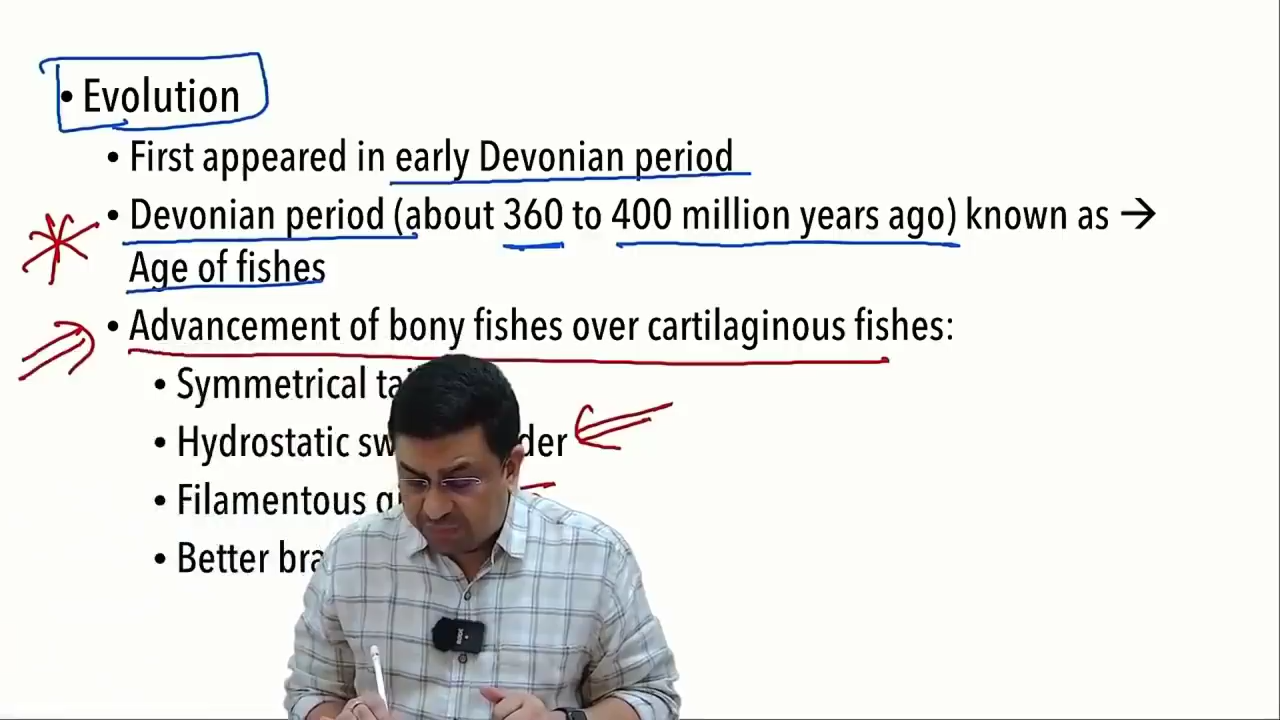 • Evolution
• First appeared in early Devonian period
• Devonian period (about 360 to 400 million years ago) known as →
Age of fishes
• Advancement of bony fishes over cartilaginous fishes:
• Symmetrical
• Hydrostatic
• Filamentous
• Better
RODE